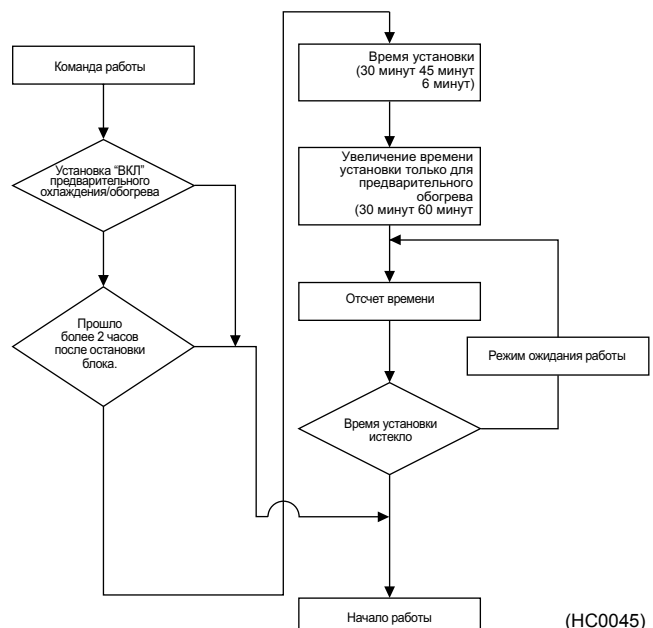 Команда работы
Установка “ВКЛ”
предварительного
охлаждения/обогрева
Прошло
более 2 часов
после остановки
блока.
Время установки
(30 минут 45 минут
6 минут)
Увеличение времени
установки только для
предварительного
обогрева
(30 минут 60 минут
Отсчет времени
Режим ожидания работы
Время установки
истекло
Начало работы
(HC0045)